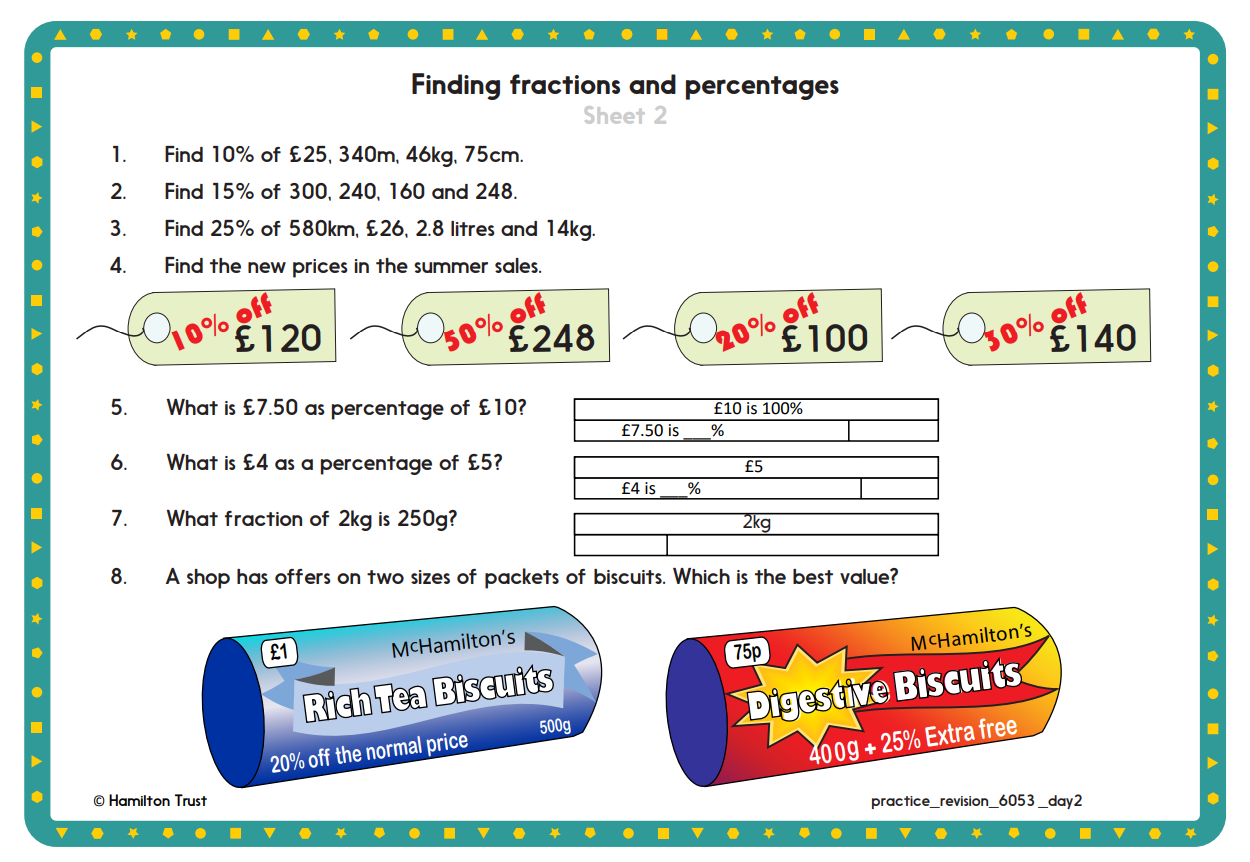 Finding fractions and percentages
Sheet 2
1. Find 10% of £25, 340m, 46kg, 75cm.
2. Find 15% of 300, 240, 160 and 248.
3. Find 25% of 580km, £26, 2.8 litres and 14kg.
4. Find the new prices in the summer sales.
10% off £120
50% off £248
20% off £100
30% off £140
5. What is £7.50 as percentage of £10?
£10 is 100%
£7.50 is ___%
6. What is £4 as a percentage of £5?
£5
£4 is ___%
7. What fraction of 2kg is 250g?
2kg
8. A shop has offers on two sizes of packets of biscuits. Which is the best value?
£1
McHamilton's
Rich Tea Biscuits
500g
20% off the normal price
75p
McHamilton's
Digestive Biscuits
400g + 25% Extra free
© Hamilton Trust
practice_revision_6053_day2